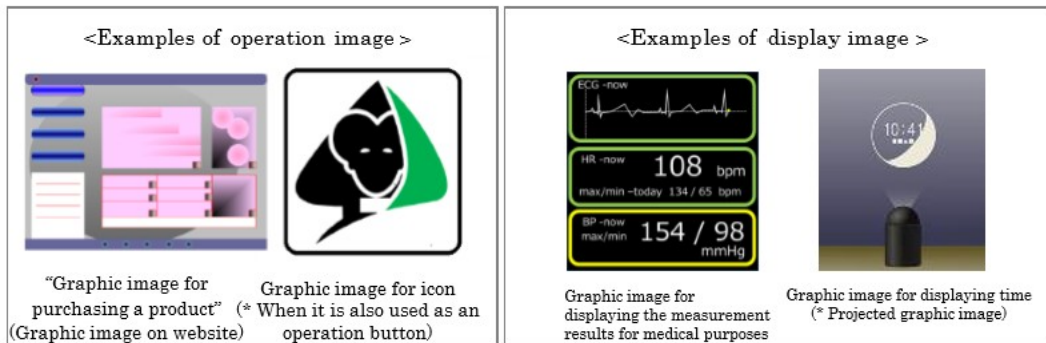 <Examples of operation image >
"Graphic image for
purchasing a product"
(Graphic image on website)
Graphic image for icon
(* When it is also used as an
operation button)
<Examples of display image >
ECG -now
HR -now
108 bpm
max/min -today 134 / 65 bpm
BP -now
max/min 154 / 98
mmHg
Graphic image for
displaying the measurement
results for medical purposes
10:41
Graphic image for displaying time
(* Projected graphic image)